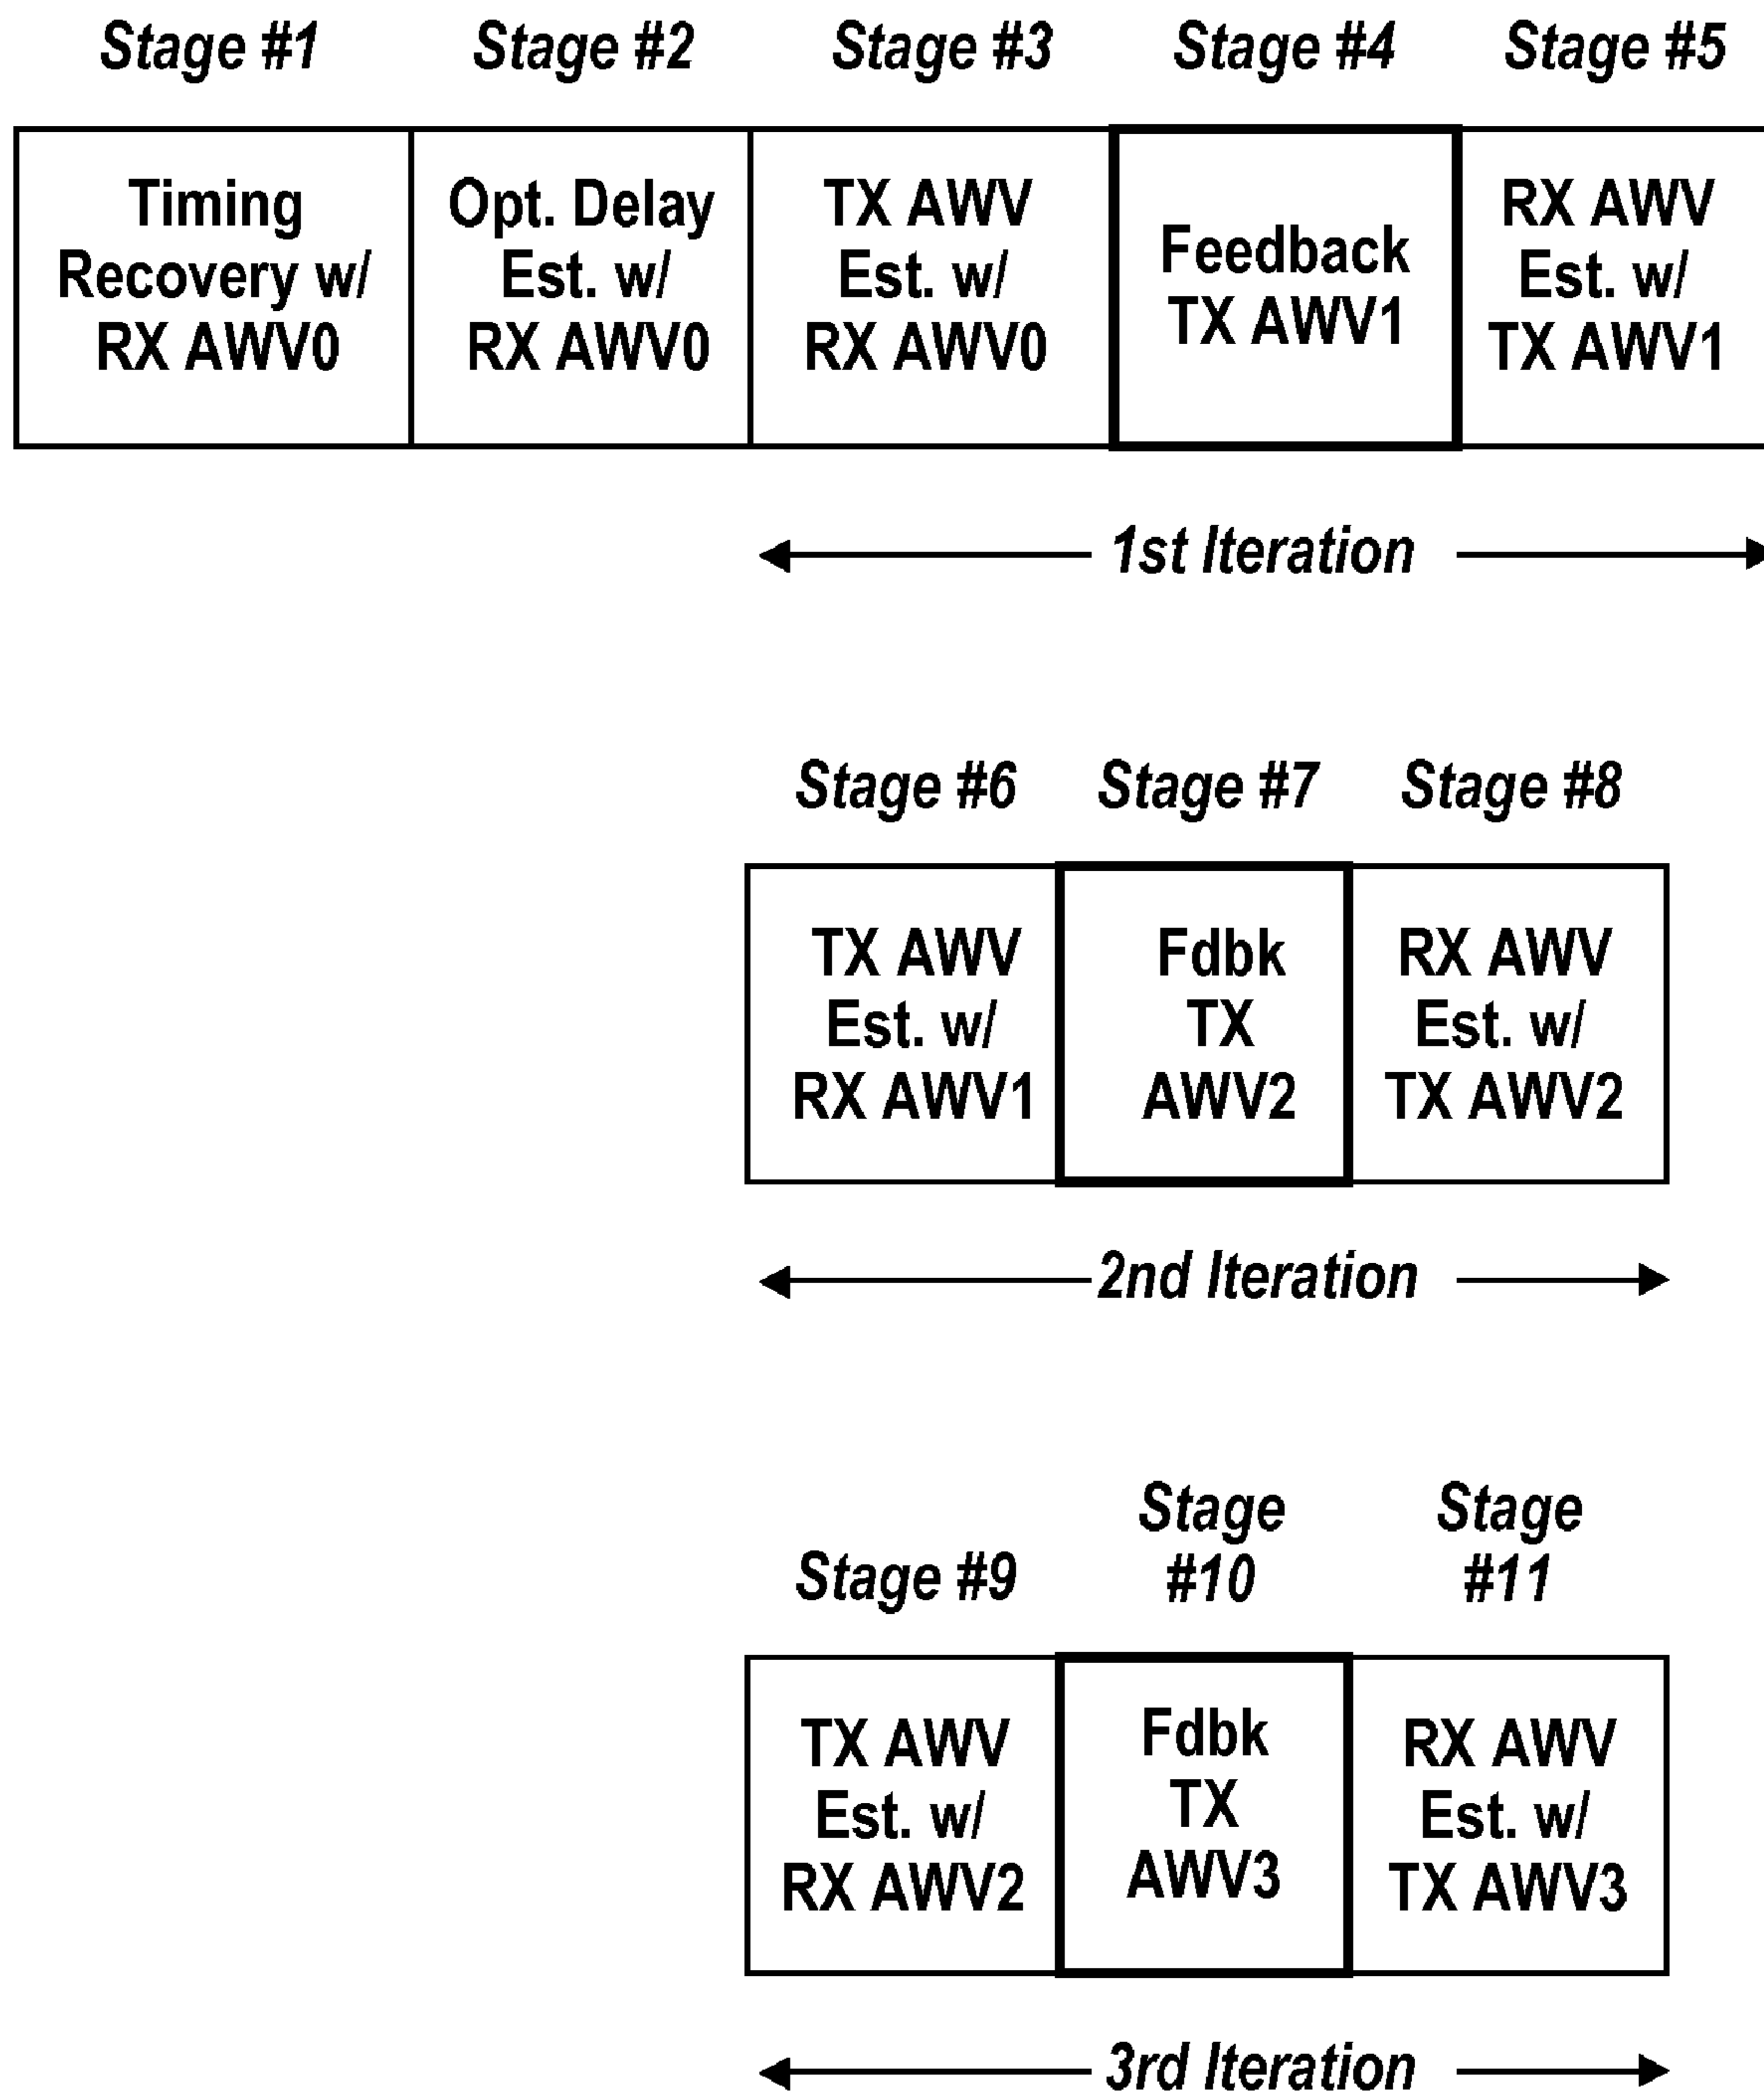 Stage #1 Stage #2 Stage #3 Stage #4 Stage #5
Timing
Recovery w/
RX AWV0
Opt. Delay
Est. w/
RX AWV0
TX AWV
Est. w/
RX AWV0
Feedback
TX AWV1
RX AWV
Est. w/
TX AWV1
1st Iteration
Stage #6 Stage #7 Stage #8
TX AWV
Est. w/
RX AWV1
Fdbk
TX
AWV2
RX AWV
Est. w/
TX AWV2
2nd Iteration
Stage #9
Stage
#10
Stage
#11
TX AWV
Est. w/
RX AWV2
Fdbk
TX
AWV3
RX AWV
Est. w/
TX AWV3
3rd Iteration